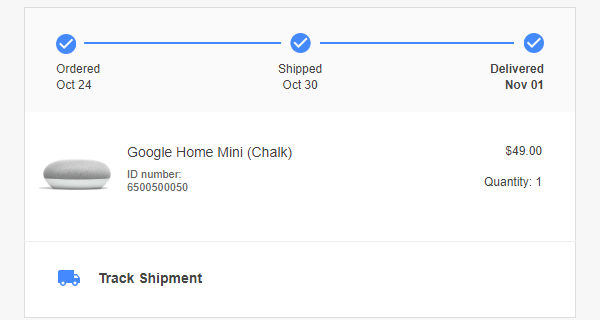 Ordered
Oct 24
Shipped
Oct 30
Delivered
Nov 01
Google Home Mini (Chalk)
$49.00
ID number:
6500500050
Quantity: 1
Track Shipment